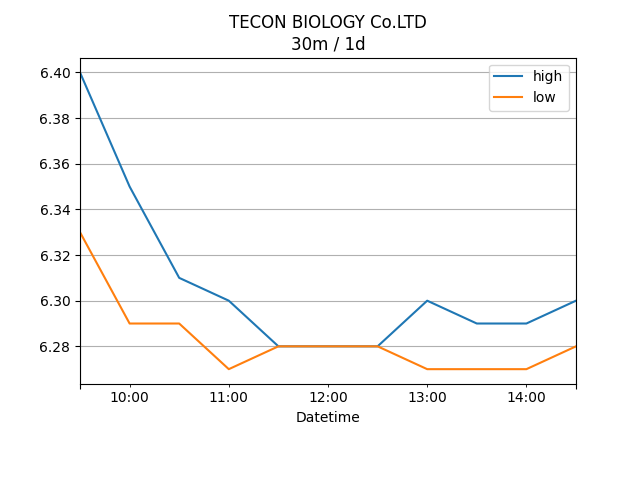 TECON BIOLOGY Co.LTD
30m / 1d
high
low
6.40
6.38
6.36
6.34
6.32
6.30
6.28
10:00 11:00 12:00 13:00 14:00
Datetime